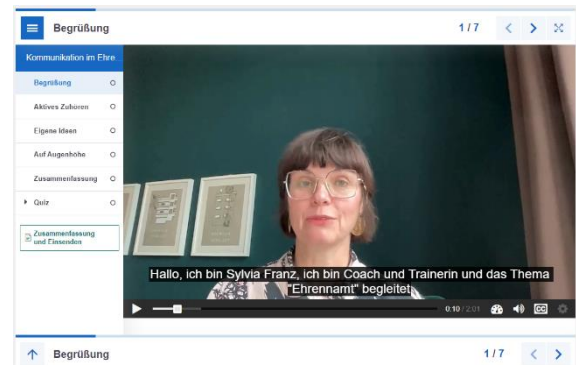 Begrüßung
1 / 7
Kommunikation im Ehre
Begrüßung
Aktives Zuhören
Eigene Ideen
Auf Augenhöhe
Zusammenfassung
Quiz
Zusammenfassung
und Einsenden
Hallo, ich bin Sylvia Franz, ich bin Coach und Trainerin und das Thema
"Ehrennamt" begleitet
0:10 / 2:01
CC
Begrüßung
1 / 7